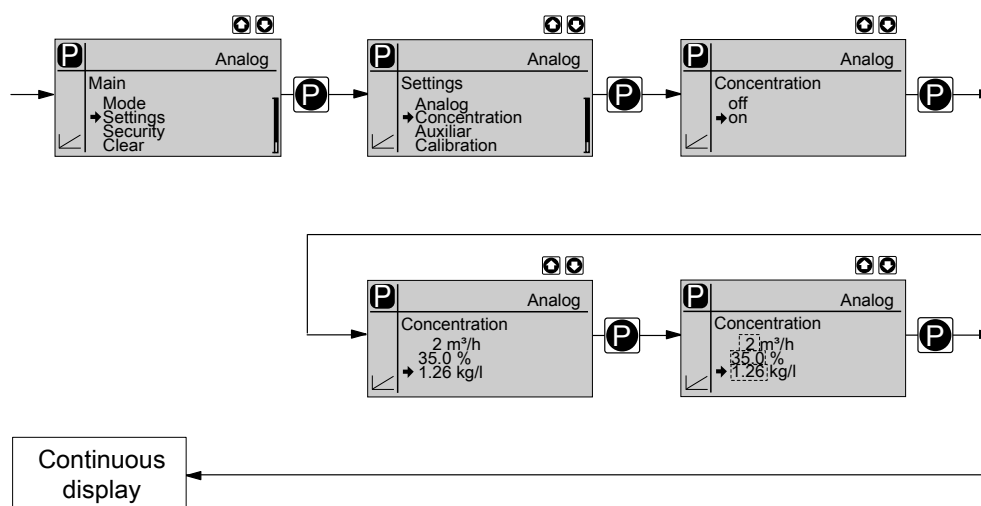 P Analog
Main
Mode
Settings
Security
Clear
P
P Analog
Settings
Analog
Concentration
Auxiliar
Calibration
P
P Analog
Concentration
off
on
P
P Analog
Concentration
2 m³/h
35.0 %
1.26 kg/l
P
P Analog
Concentration
2 m³/h
35.0 %
1.26 kg/l
P
Continuous
display